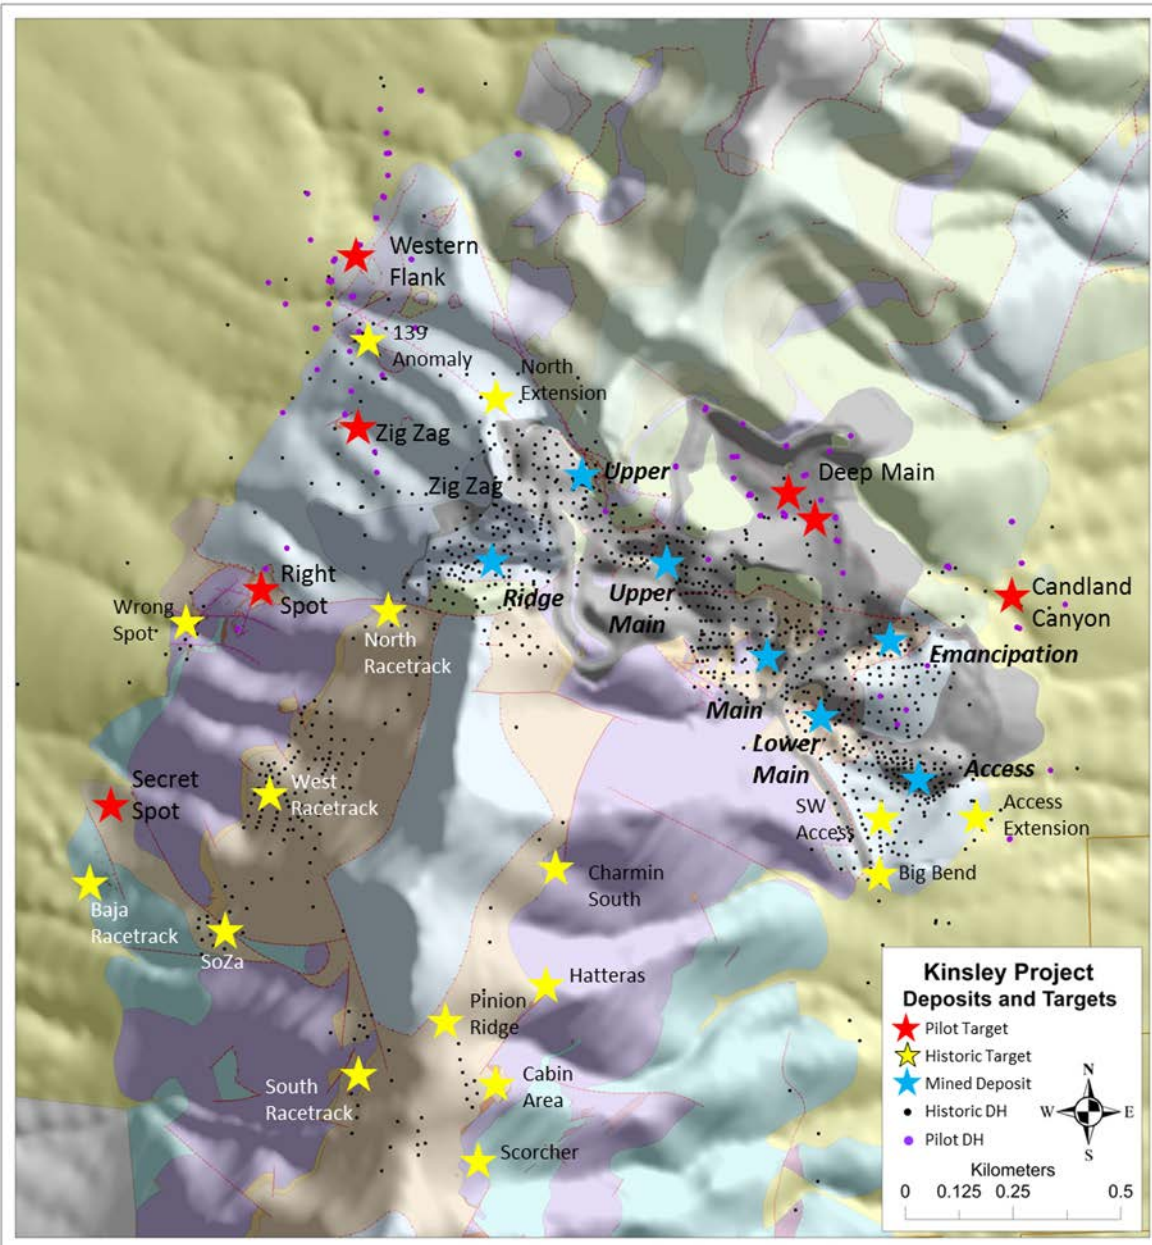 Western
Flank
139
Anomaly
North
Extension
Zig Zag
Zig Zag
Upper
Deep Main
Right
Spot
Wrong
Spot
North
Racetrack
Ridge
Upper
Main
Candland
Canyon
Emancipation
Main
Lower
Main
Access
Secret
Spot
West
Racetrack
SW
Access
Access
Extension
Big Bend
Charmin
South
Baja
Racetrack
SoZa
Hatteras
Pinion
Ridge
South
Racetrack
Cabin
Area
Scorcher
Kinsley Project
Deposits and Targets
Pilot Target
Historic Target
Mined Deposit
Historic DH
Pilot DH
N
W E
S
Kilometers
0 0.125 0.25 0.5